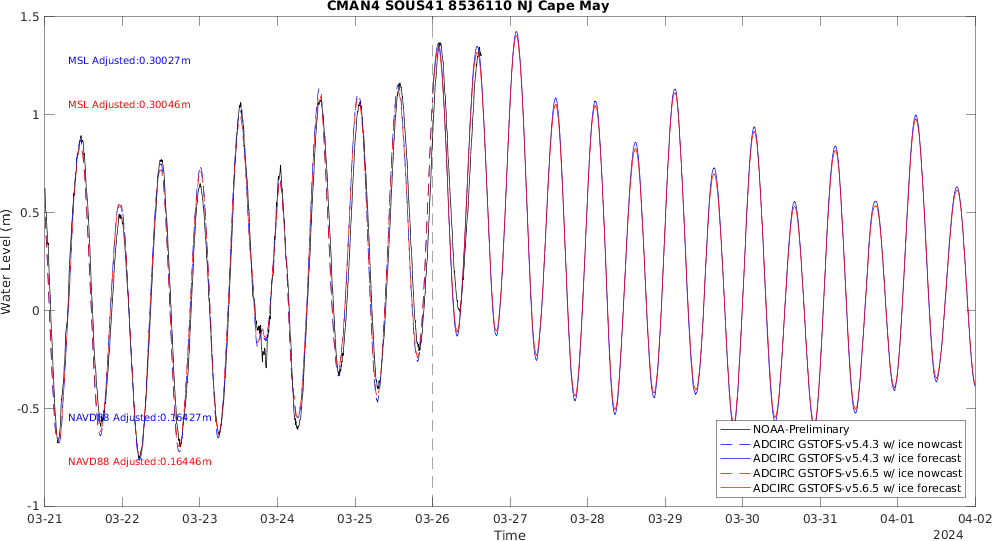 CMAN4 SOUS41 8536110 NJ Cape May
1.5
MSL Adjusted:0.30027m
MSL Adjusted:0.30046m
1
0.5
Water Level (m)
0
-0.5
NAVD88 Adjusted:0.16427m
NAVD88 Adjusted:0.16446m
-1
NOAA-Preliminary
ADCIRC GSTOFS-v5.4.3 w/ ice nowcast
ADCIRC GSTOFS-v5.4.3 w/ ice forecast
ADCIRC GSTOFS-v5.6.5 w/ ice nowcast
ADCIRC GSTOFS-v5.6.5 w/ ice forecast
03-21 03-22 03-23 03-24 03-25 03-26 03-27 03-28 03-29 03-30 03-31 04-01 04-02
Time
2024